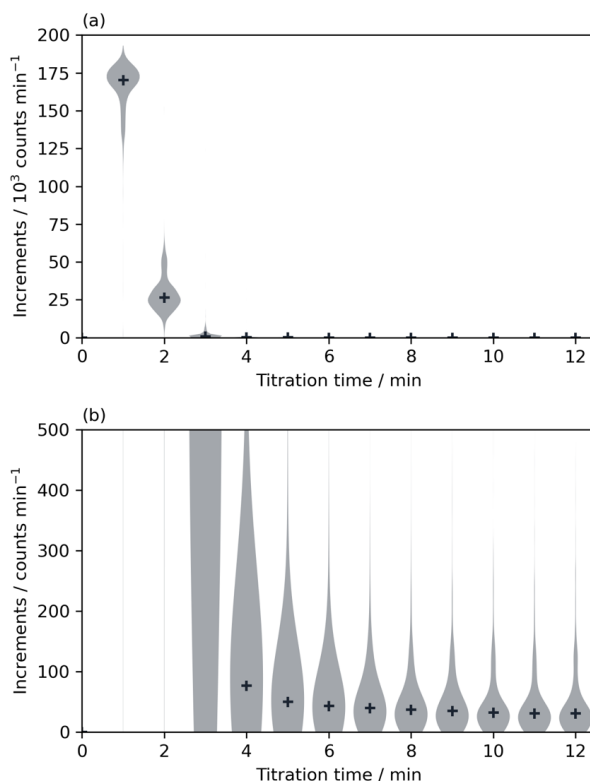 (a)
200
175
150
125
100
75
50
25
0
Increments / 10³ counts min⁻¹
0 2 4 6 8 10 12
Titration time / min
(b)
500
400
300
200
100
0
Increments / counts min⁻¹
0 2 4 6 8 10 12
Titration time / min